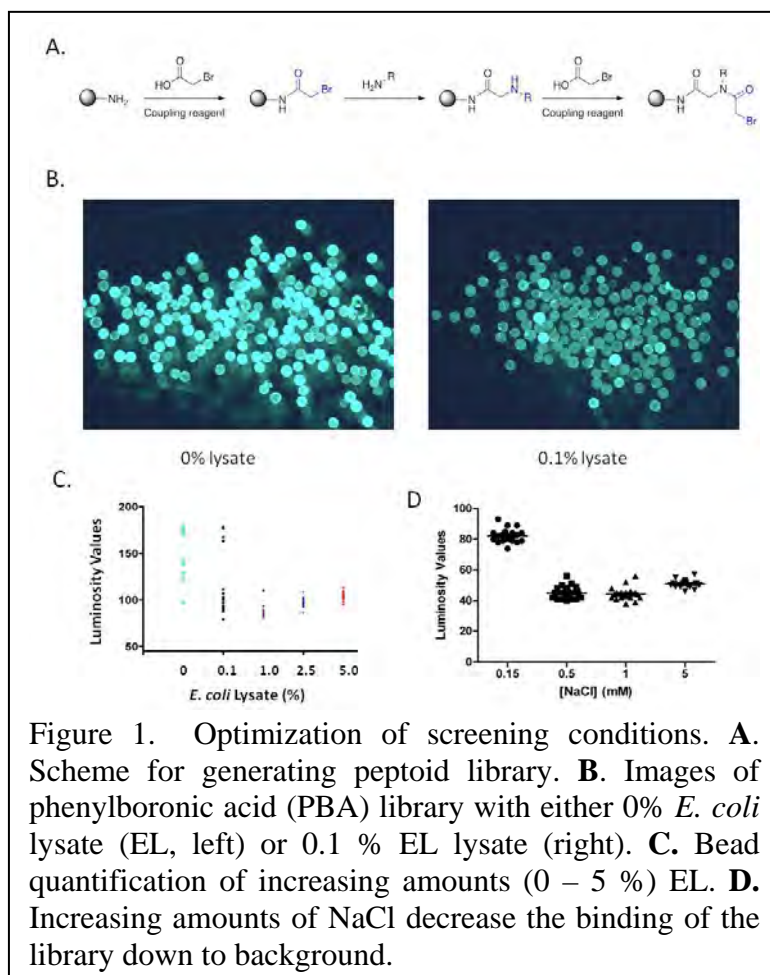 A.
O
HO
Br
NH2
Coupling reagent
O
N
H
Br
H2N
R
O
N
H
H
N
R
O
HO
Br
Coupling reagent
O
N
H
R
N
O
Br
B.
0% lysate
0.1% lysate
C.
Luminosity Values
200
150
100
50
0
0.1
1.0
2.5
5.0
E. coli Lysate (%)
D
Luminosity Values
100
80
60
40
20
0
0.15
0.5
1
5
[NaCl] (mM)
Figure 1. Optimization of screening conditions. A.
Scheme for generating peptoid library. B. Images of
phenylboronic acid (PBA) library with either 0% E. coli
lysate (EL, left) or 0.1 % EL lysate (right). C. Bead
quantification of increasing amounts (0 – 5 %) EL. D.
Increasing amounts of NaCl decrease the binding of the
library down to background.